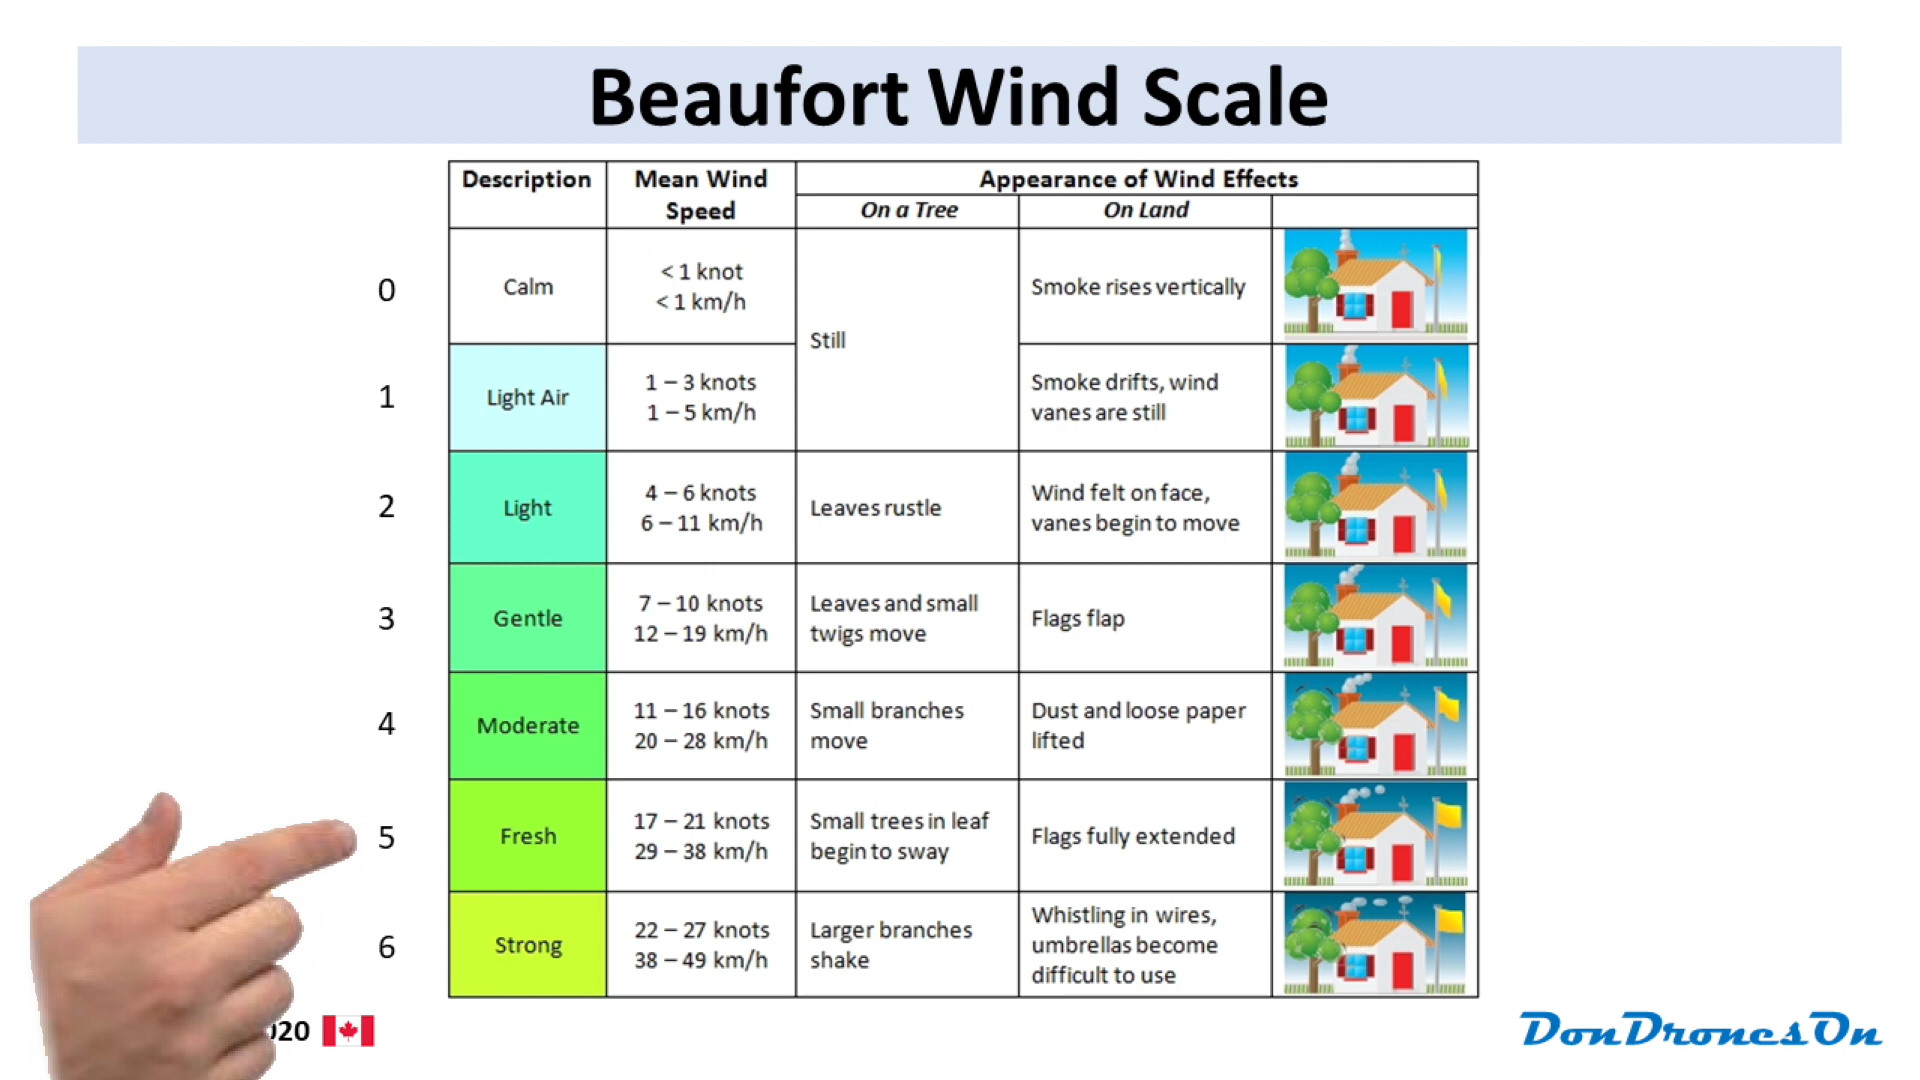 Beaufort Wind Scale
Description
Mean Wind
Speed
Appearance of Wind Effects
On a Tree
On Land
0
Calm
< 1 knot
< 1 km/h
Still
Smoke rises vertically
1
Light Air
1 – 3 knots
1 – 5 km/h
Smoke drifts, wind
vanes are still
2
Light
4 – 6 knots
6 – 11 km/h
Leaves rustle
Wind felt on face,
vanes begin to move
3
Gentle
7 – 10 knots
12 – 19 km/h
Leaves and small
twigs move
Flags flap
4
Moderate
11 – 16 knots
20 – 28 km/h
Small branches
move
Dust and loose paper
lifted
5
Fresh
17 – 21 knots
29 – 38 km/h
Small trees in leaf
begin to sway
Flags fully extended
6
Strong
22 – 27 knots
38 – 49 km/h
Larger branches
shake
Whistling in wires,
umbrellas become
difficult to use
DonDronesOn